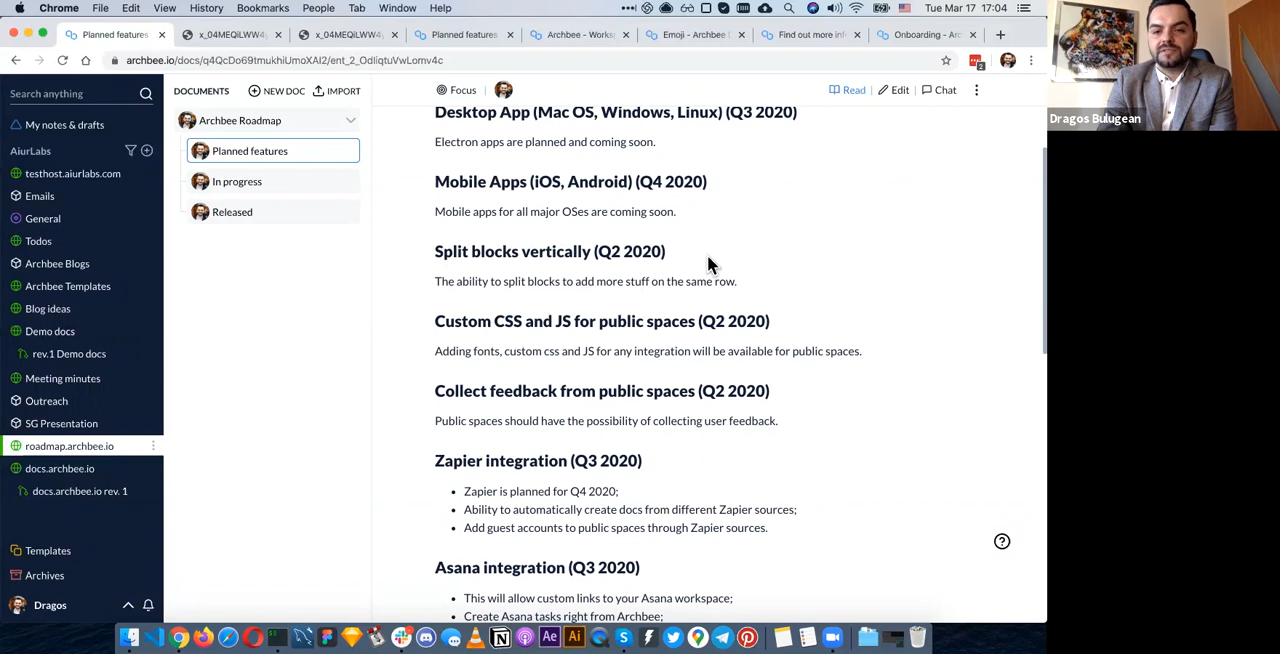 Chrome File Edit View History Bookmarks People Tab Window Help Tue Mar 17 17:04
Planned features x_04MEQiLWW4 x_04MEQiLWW4 Planned features Archbee - Works Emoji - Archbee Find out more inf Onboarding - Arc
archbee.io/docs/q4QcDo69tmukhiUmoXAI2/ent_2_OdIiqtuVwLomv4c
Dragos Bulugean
Search anything
My notes & drafts
AiurLabs
testhost.aiurlabs.com
Emails
General
Todos
Archbee Blogs
Archbee Templates
Blog ideas
Demo docs
rev.1 Demo docs
Meeting minutes
Outreach
SG Presentation
roadmap.archbee.io
docs.archbee.io
docs.archbee.io rev. 1
Templates
Archives
Dragos
DOCUMENTS NEW DOC IMPORT
Archbee Roadmap
Planned features
In progress
Released
Focus Read Edit Chat
Desktop App (Mac OS, Windows, Linux) (Q3 2020)
Electron apps are planned and coming soon.
Mobile Apps (iOS, Android) (Q4 2020)
Mobile apps for all major OSes are coming soon.
Split blocks vertically (Q2 2020)
The ability to split blocks to add more stuff on the same row.
Custom CSS and JS for public spaces (Q2 2020)
Adding fonts, custom css and JS for any integration will be available for public spaces.
Collect feedback from public spaces (Q2 2020)
Public spaces should have the possibility of collecting user feedback.
Zapier integration (Q3 2020)
• Zapier is planned for Q4 2020;
• Ability to automatically create docs from different Zapier sources;
• Add guest accounts to public spaces through Zapier sources.
Asana integration (Q3 2020)
• This will allow custom links to your Asana workspace;
• Create Asana tasks right from Archbee;
Ae Ai